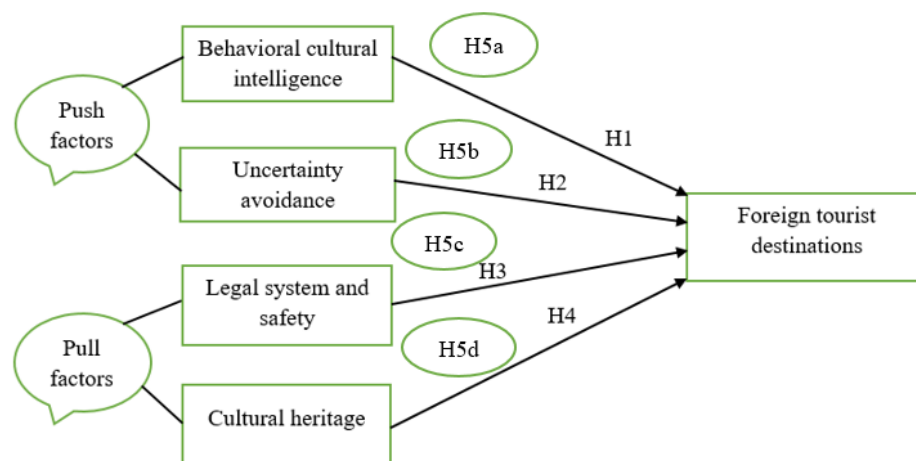 Push
factors
Behavioral cultural
intelligence
H5a
H1
Uncertainty
avoidance
H5b
H2
Foreign tourist
destinations
Pull
factors
Legal system and
safety
H5c
H3
Cultural heritage
H5d
H4